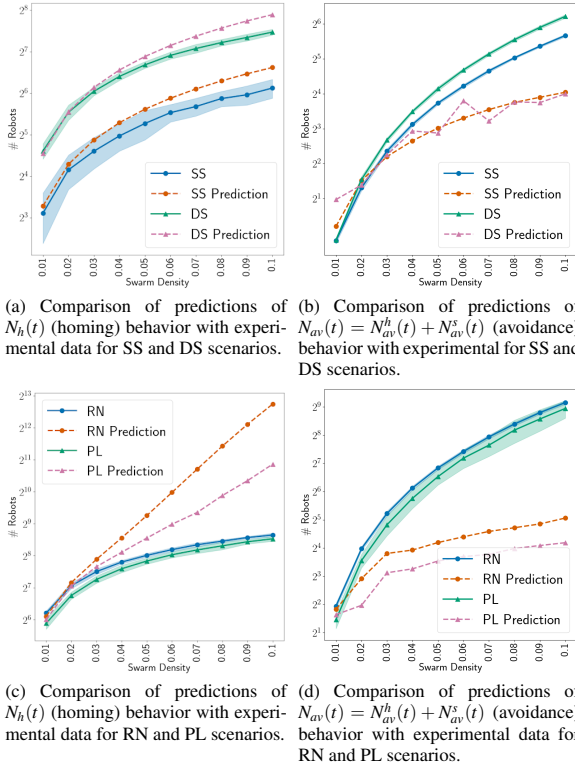 2^8
2^7
2^6
2^5
2^4
2^3
# Robots
SS
SS Prediction
DS
DS Prediction
0.01 0.02 0.03 0.04 0.05 0.06 0.07 0.08 0.09 0.1
Swarm Density
2^6
2^5
2^4
2^3
2^2
2^1
# Robots
SS
SS Prediction
DS
DS Prediction
0.01 0.02 0.03 0.04 0.05 0.06 0.07 0.08 0.09 0.1
Swarm Density
(a) Comparison of predictions of
N_h(t) (homing) behavior with experi-
mental data for SS and DS scenarios.
(b) Comparison of predictions of
N_av(t) = N_av^h(t) + N_av^s(t) (avoidance)
behavior with experimental for SS and
DS scenarios.
2^13
2^12
2^11
2^10
2^9
2^8
2^7
2^6
# Robots
RN
RN Prediction
PL
PL Prediction
0.01 0.02 0.03 0.04 0.05 0.06 0.07 0.08 0.09 0.1
Swarm Density
2^9
2^8
2^7
2^6
2^5
2^4
2^3
2^2
2^1
# Robots
RN
RN Prediction
PL
PL Prediction
0.01 0.02 0.03 0.04 0.05 0.06 0.07 0.08 0.09 0.1
Swarm Density
(c) Comparison of predictions of
N_h(t) (homing) behavior with experi-
mental data for RN and PL scenarios.
(d) Comparison of predictions of
N_av(t) = N_av^h(t) + N_av^s(t) (avoidance)
behavior with experimental data for
RN and PL scenarios.